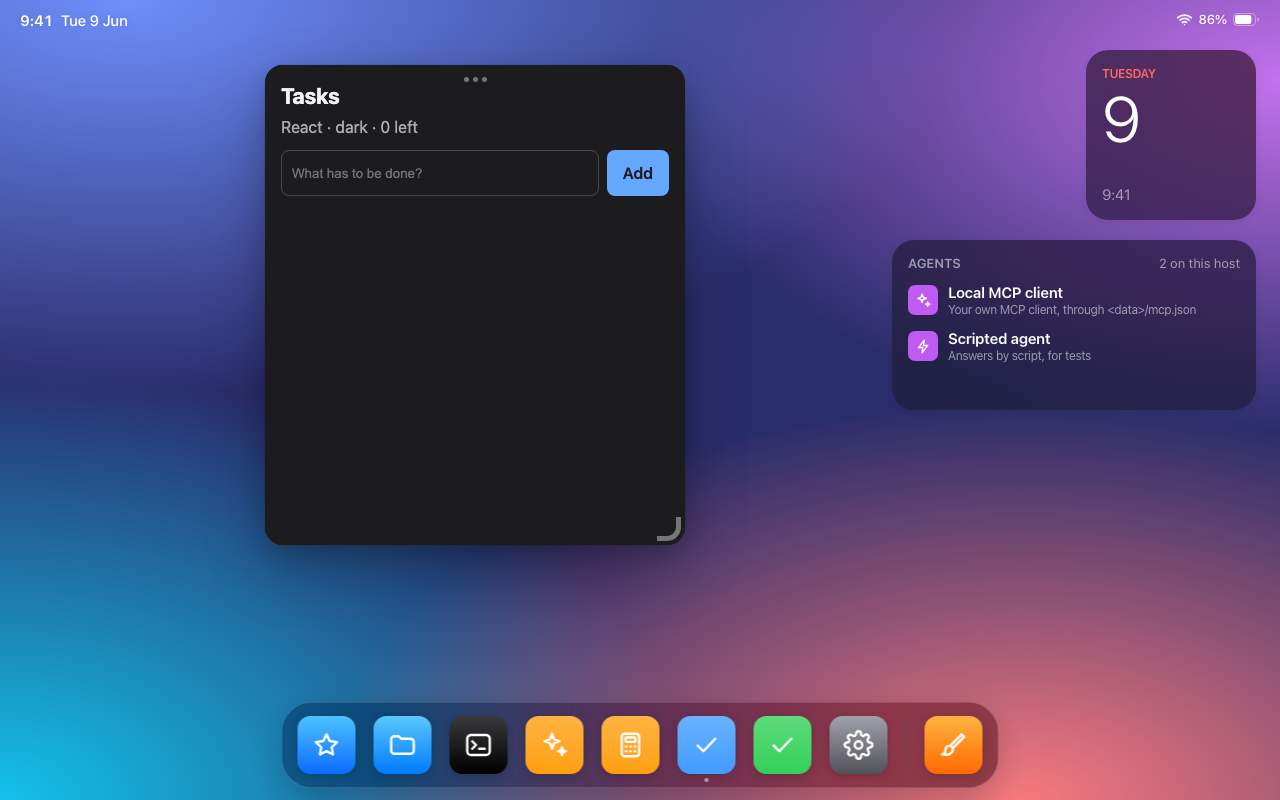 9:41 Tue 9 Jun
86%
Tasks
React · dark · 0 left
What has to be done?
Add
TUESDAY
9
9:41
AGENTS
2 on this host
Local MCP client
Your own MCP client, through <data>/mcp.json
Scripted agent
Answers by script, for tests